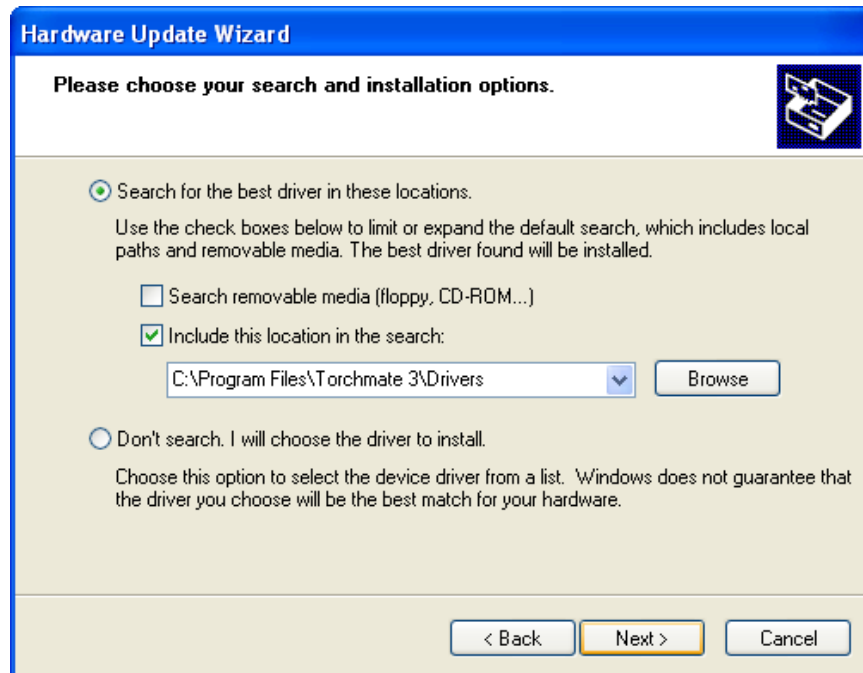 Hardware Update Wizard
Please choose your search and installation options.
Search for the best driver in these locations.
Use the check boxes below to limit or expand the default search, which includes local
paths and removable media. The best driver found will be installed.
Search removable media (floppy, CD-ROM...)
Include this location in the search:
C:\Program Files\Torchmate 3\Drivers
Browse
Don't search. I will choose the driver to install.
Choose this option to select the device driver from a list. Windows does not guarantee that
the driver you choose will be the best match for your hardware.
< Back
Next >
Cancel